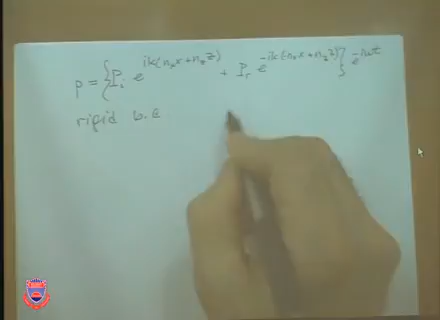 p = {P_i e^{ik(n_x x + n_z z)} + P_r e^{-ik(n_x x + n_z z)}} e^{-iωt}
rigid b.c